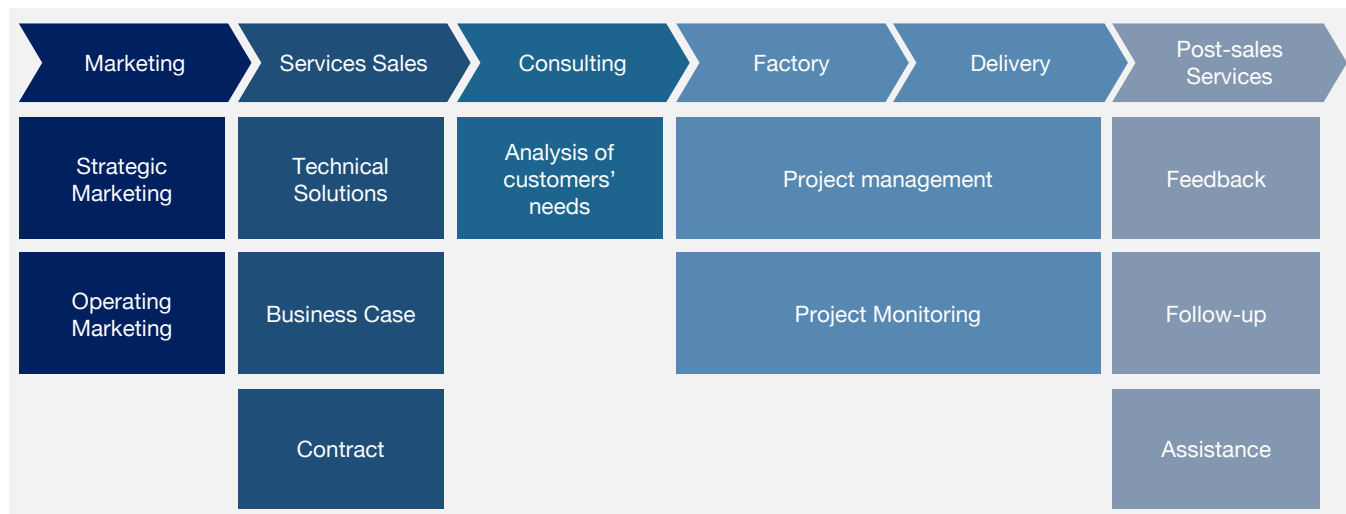 Marketing
Services Sales
Consulting
Factory
Delivery
Post-sales
Services
Strategic
Marketing
Technical
Solutions
Analysis of
customers’
needs
Project management
Feedback
Operating
Marketing
Business Case
Project Monitoring
Follow-up
Contract
Assistance